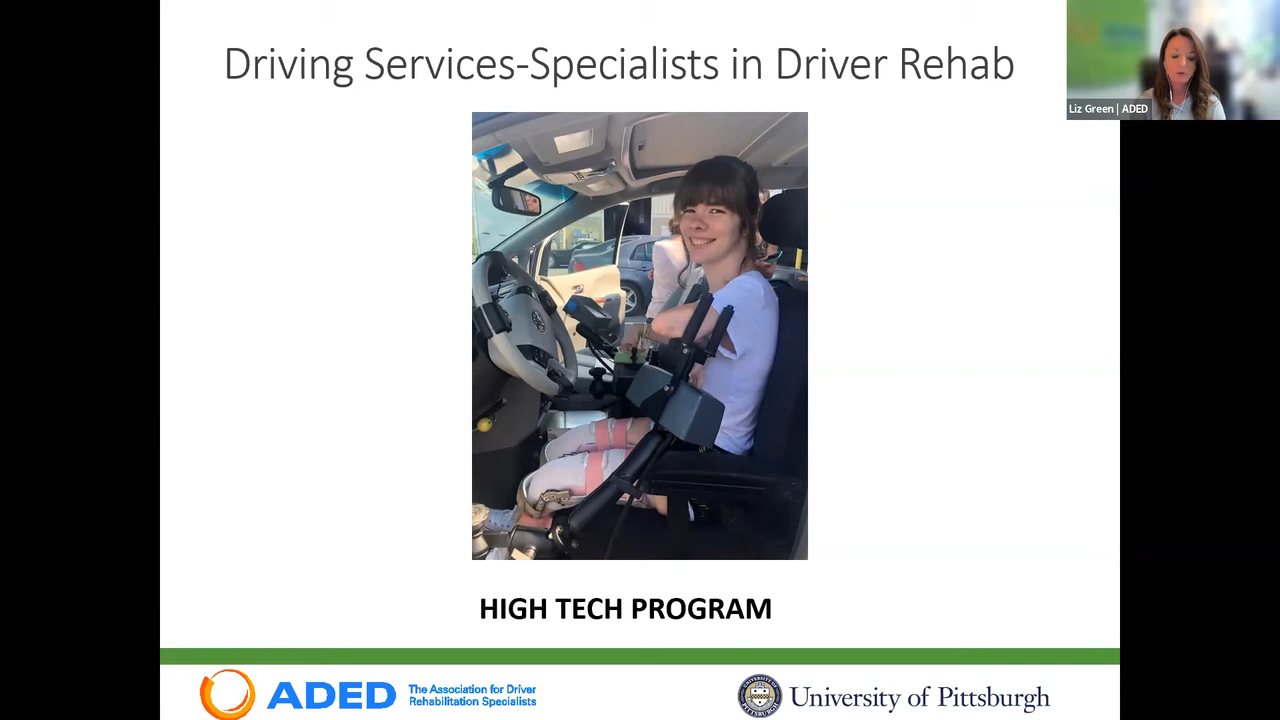 Driving Services-Specialists in Driver Rehab
Liz Green | ADED
HIGH TECH PROGRAM
ADED
The Association for Driver
Rehabilitation Specialists
University of Pittsburgh